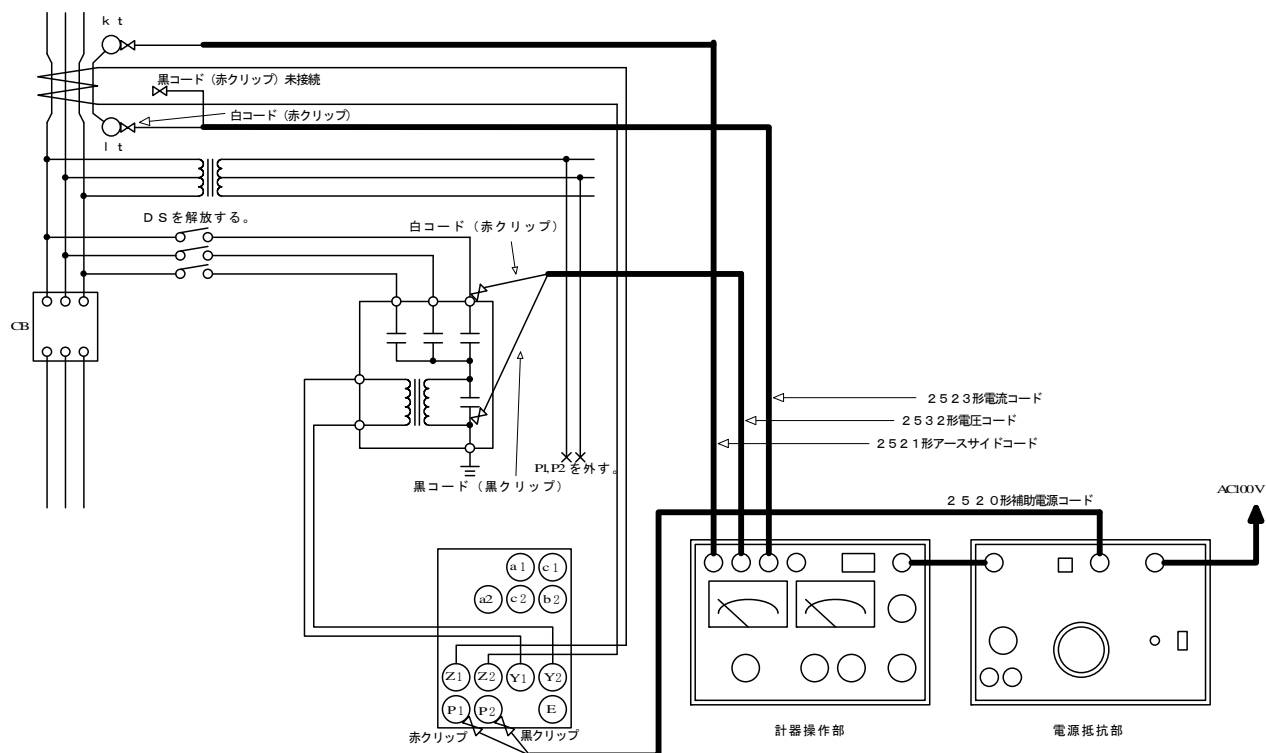 k t
黒コード（赤クリップ）未接続
白コード（赤クリップ）
l t
DSを解放する。
白コード（赤クリップ）
CB
2523形電流コード
2532形電圧コード
2521形アースサイドコード
P1,P2を外す。
黒コード（黒クリップ）
2520形補助電源コード
AC100V
a1 c1
a2 c2 b2
Z1 Z2 Y1 Y2
P1 P2 E
赤クリップ 黒クリップ
計器操作部
電源抵抗部